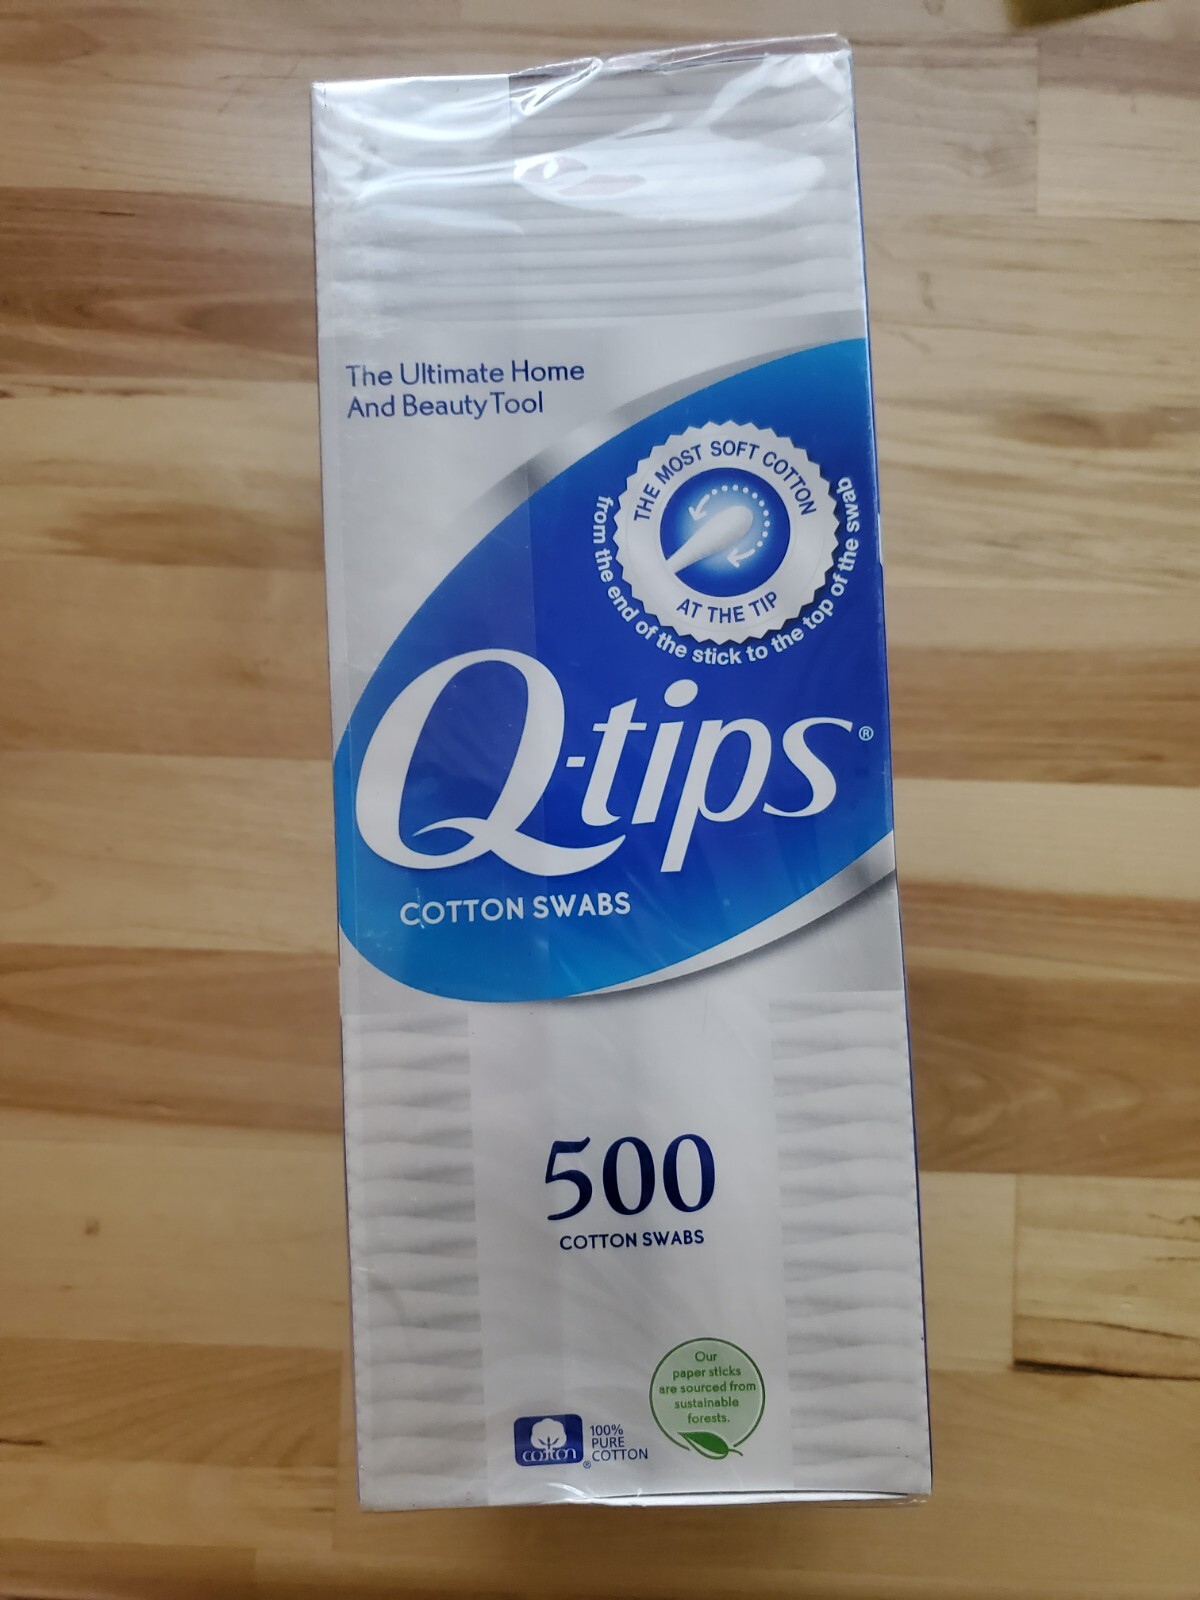 The Ultimate Home
And Beauty Tool
THE MOST SOFT COTTON
AT THE TIP
from the end of the stick to the top of the swab
Q-tips®
COTTON SWABS
500
COTTON SWABS
Our
paper sticks
are sourced from
sustainable
forests.
cotton
®
100%
PURE
COTTON